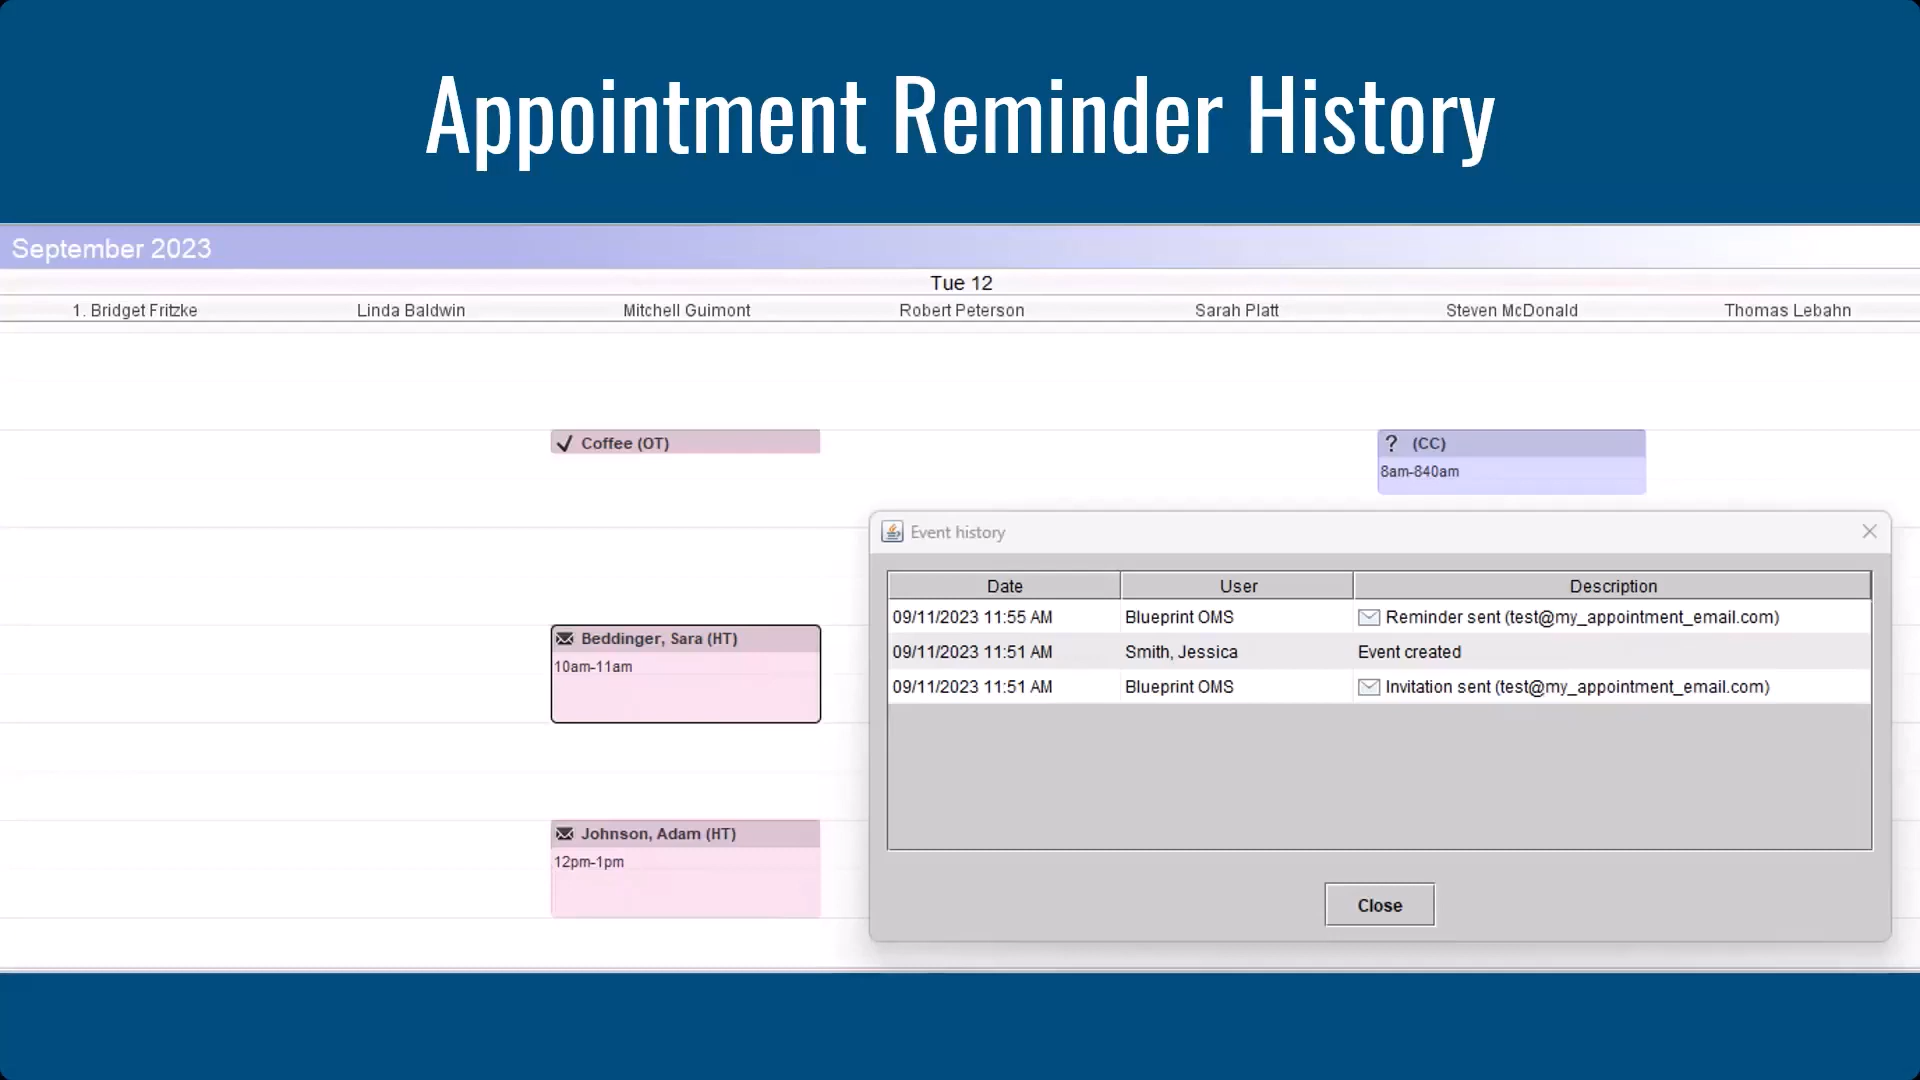 Appointment Reminder History
September 2023
Tue 12
1. Bridget Fritzke Linda Baldwin Mitchell Guimont Robert Peterson Sarah Platt Steven McDonald Thomas Lebahn
Coffee (OT)
? (CC)
8am-840am
Event history
Date User Description
09/11/2023 11:55 AM Blueprint OMS Reminder sent (test@my_appointment_email.com)
09/11/2023 11:51 AM Smith, Jessica Event created
09/11/2023 11:51 AM Blueprint OMS Invitation sent (test@my_appointment_email.com)
Close
Beddinger, Sara (HT)
10am-11am
Johnson, Adam (HT)
12pm-1pm